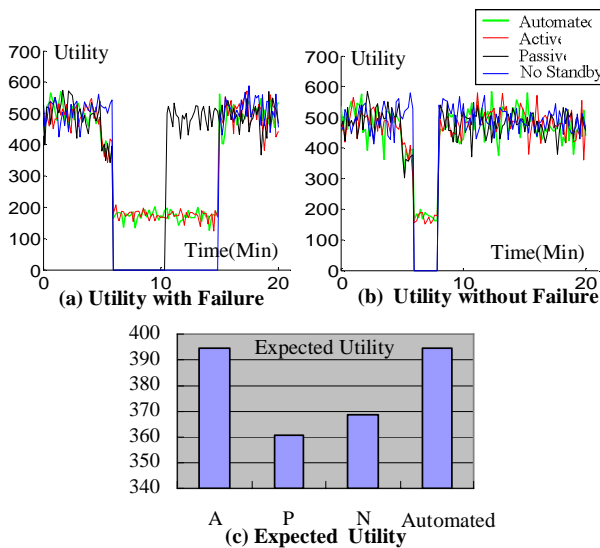 Automated
Active
Passive
No Standby
Utility
700
600
500
400
300
200
100
0
0
10
20
Time(Min)
(a) Utility with Failure
Utility
700
600
500
400
300
200
100
0
0
10
20
Time(Min)
(b) Utility without Failure
Expected Utility
400
390
380
370
360
350
340
A
P
N
Automated
(c) Expected Utility